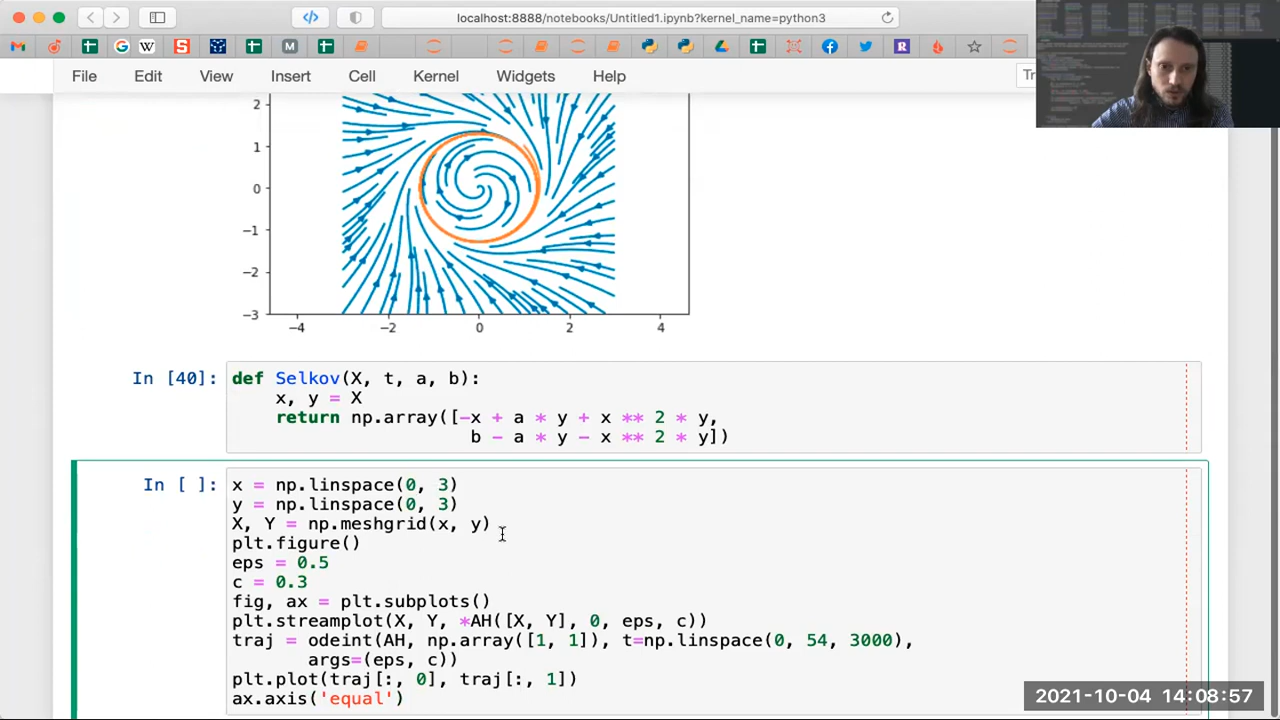 localhost:8888/notebooks/Untitled1.ipynb?kernel_name=python3
File Edit View Insert Cell Kernel Widgets Help
Tr
2
1
0
−1
−2
−3
−4 −2 0 2 4
In [40]: def Selkov(X, t, a, b):
x, y = X
return np.array([-x + a * y + x ** 2 * y,
b - a * y - x ** 2 * y])
In [ ]: x = np.linspace(0, 3)
y = np.linspace(0, 3)
X, Y = np.meshgrid(x, y)
plt.figure()
eps = 0.5
c = 0.3
fig, ax = plt.subplots()
plt.streamplot(X, Y, *AH([X, Y], 0, eps, c))
traj = odeint(AH, np.array([1, 1]), t=np.linspace(0, 54, 3000),
args=(eps, c))
plt.plot(traj[:, 0], traj[:, 1])
ax.axis('equal')
2021-10-04 14:08:57